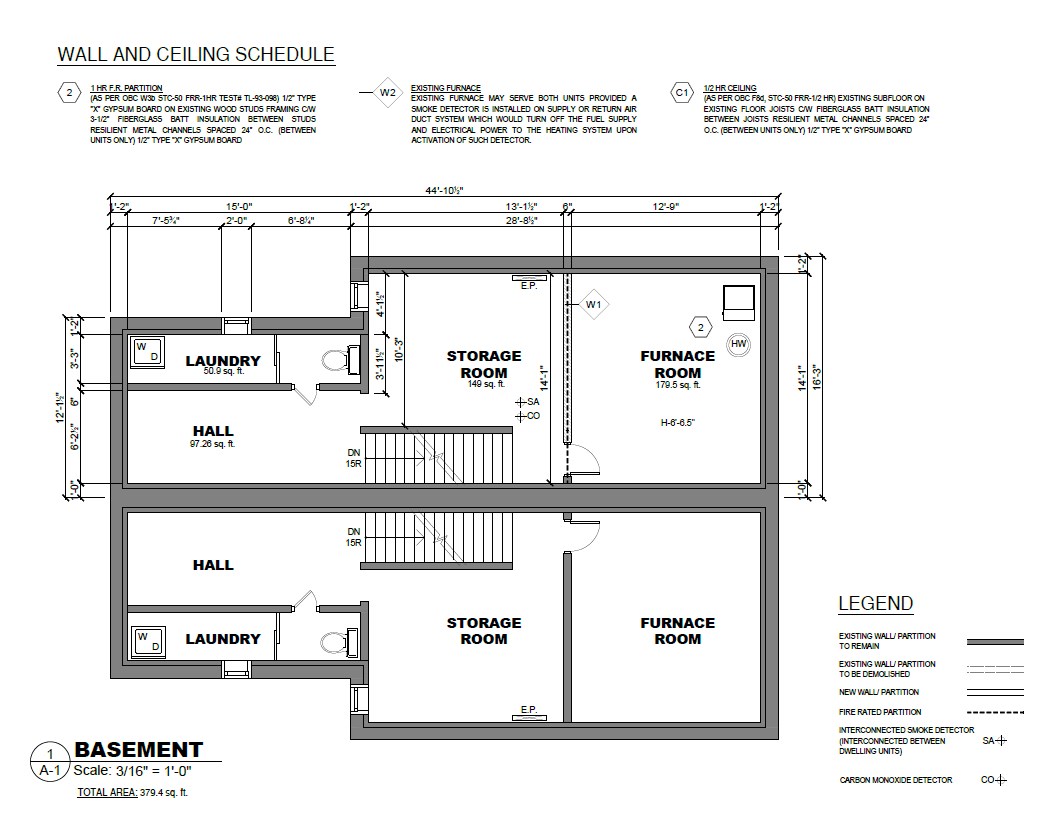 WALL AND CEILING SCHEDULE
2
1 HR F.R. PARTITION
(AS PER OBC W3b STC-50 FRR-1HR TEST# TL-93-098) 1/2" TYPE
"X" GYPSUM BOARD ON EXISTING WOOD STUDS FRAMING C/W
3-1/2" FIBERGLASS BATT INSULATION BETWEEN STUDS
RESILIENT METAL CHANNELS SPACED 24" O.C. (BETWEEN
UNITS ONLY) 1/2" TYPE "X" GYPSUM BOARD
W2
EXISTING FURNACE
EXISTING FURNACE MAY SERVE BOTH UNITS PROVIDED A
SMOKE DETECTOR IS INSTALLED ON SUPPLY OR RETURN AIR
DUCT SYSTEM WHICH WOULD TURN OFF THE FUEL SUPPLY
AND ELECTRICAL POWER TO THE HEATING SYSTEM UPON
ACTIVATION OF SUCH DETECTOR.
C1
1/2 HR CEILING
(AS PER OBC F8d, STC-50 FRR-1/2 HR) EXISTING SUBFLOOR ON
EXISTING FLOOR JOISTS C/W FIBERGLASS BATT INSULATION
BETWEEN JOISTS RESILIENT METAL CHANNELS SPACED 24"
O.C. (BETWEEN UNITS ONLY) 1/2" TYPE "X" GYPSUM BOARD
44'-10½"
1'-2" 15'-0" 1'-2" 13'-1½" 6" 12'-9" 1'-2"
7'-5¾" 2'-0" 6'-8¼" 28'-8½"
1'-2"
3'-3"
6"
6'-2½"
1'-0"
12'-1½"
4'-1½"
3'-11½"
10'-3"
14'-1"
1'-2"
14'-1"
1'-0"
16'-3"
E.P.
W1
2
HW
W
D
LAUNDRY
50.9 sq. ft.
STORAGE
ROOM
149 sq. ft.
FURNACE
ROOM
179.5 sq. ft.
SA
CO
H-6'-6.5"
HALL
97.26 sq. ft.
DN
15R
DN
15R
HALL
LAUNDRY
W
D
STORAGE
ROOM
FURNACE
ROOM
E.P.
1
A-1
BASEMENT
Scale: 3/16" = 1'-0"
TOTAL AREA: 379.4 sq. ft.
LEGEND
EXISTING WALL/ PARTITION
TO REMAIN
EXISTING WALL/ PARTITION
TO BE DEMOLISHED
NEW WALL/ PARTITION
FIRE RATED PARTITION
INTERCONNECTED SMOKE DETECTOR
(INTERCONNECTED BETWEEN
DWELLING UNITS)
SA
CARBON MONOXIDE DETECTOR
CO